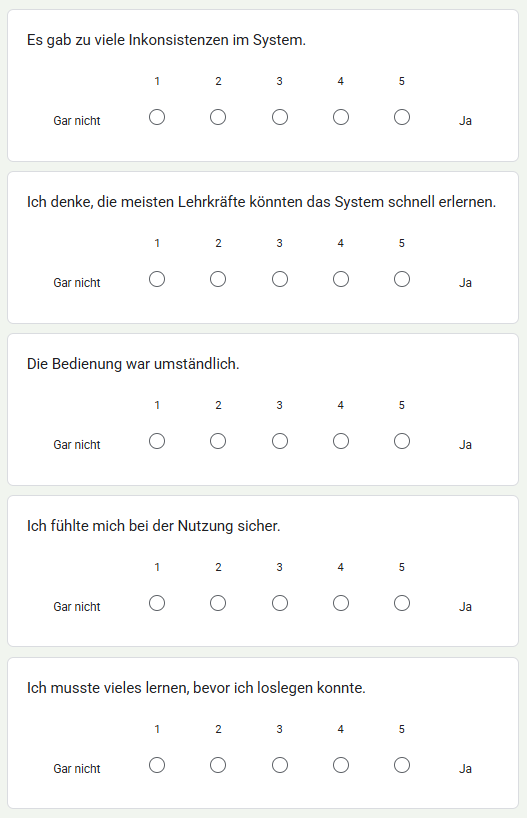 Es gab zu viele Inkonsistenzen im System.
1 2 3 4 5
Gar nicht Ja
Ich denke, die meisten Lehrkräfte könnten das System schnell erlernen.
1 2 3 4 5
Gar nicht Ja
Die Bedienung war umständlich.
1 2 3 4 5
Gar nicht Ja
Ich fühlte mich bei der Nutzung sicher.
1 2 3 4 5
Gar nicht Ja
Ich musste vieles lernen, bevor ich loslegen konnte.
1 2 3 4 5
Gar nicht Ja